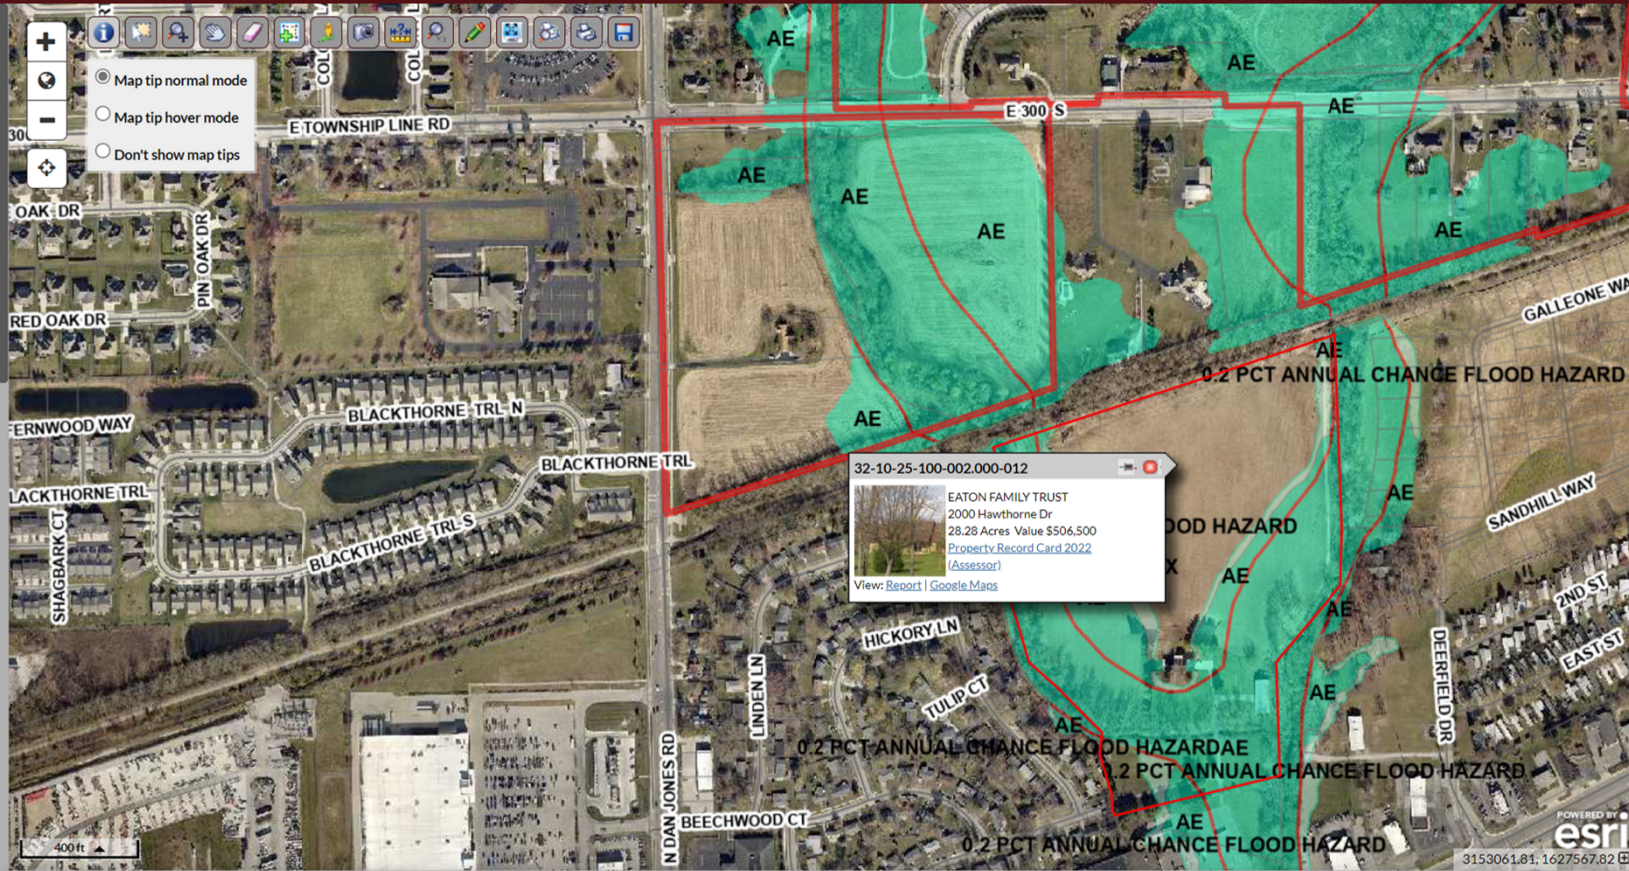 AE
AE
AE
Map tip normal mode
Map tip hover mode
Don't show map tips
E TOWNSHIP LINE RD
E 300 S
AE
AE
AE
AE
OAK DR
PIN OAK DR
RED OAK DR
GALLEONE WA
AE
0.2 PCT ANNUAL CHANCE FLOOD HAZARD
BLACKTHORNE TRL N
AE
FERNWOOD WAY
BLACKTHORNE TRL
LACKTHORNE TRL
32-10-25-100-002.000-012
EATON FAMILY TRUST
2000 Hawthorne Dr
28.28 Acres Value $506,500
Property Record Card 2022
(Assessor)
View: Report | Google Maps
OOD HAZARD
X
AE
AE
AE
SANDHILL WAY
BLACKTHORNE TRL S
SHAGBARK CT
2ND ST
EAST ST
HICKORY LN
LINDEN LN
TULIP CT
DEERFIELD DR
AE
AE
0.2 PCT ANNUAL CHANCE FLOOD HAZARDAE
0.2 PCT ANNUAL CHANCE FLOOD HAZARD
N DAN JONES RD
BEECHWOOD CT
AE
0.2 PCT ANNUAL CHANCE FLOOD HAZARD
400 ft
POWERED BY
esri
3153061.81, 1627567.82